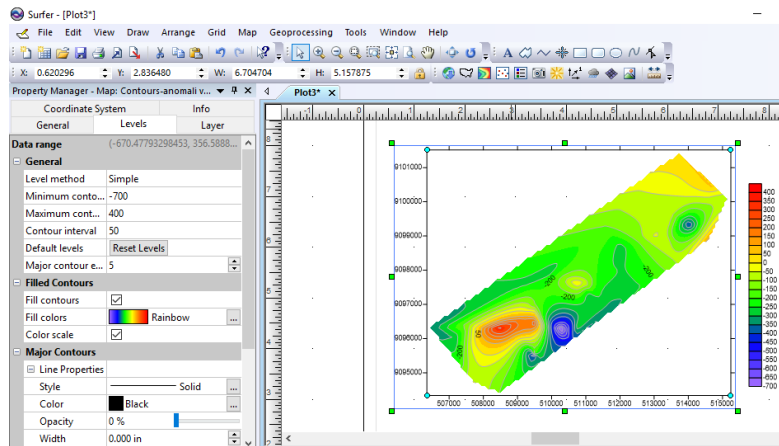 Surfer - [Plot3*]
File Edit View Draw Arrange Grid Map Geoprocessing Tools Window Help
X: 0.620296 Y: 2.836480 W: 6.704704 H: 5.157875
Property Manager - Map: Contours-anomali v...
Plot3*
Coordinate System Info
General Levels Layer
Data range (-670.47793298453, 356.5888...
General
Level method Simple
Minimum conto... -700
Maximum cont... 400
Contour interval 50
Default levels Reset Levels
Major contour e... 5
Filled Contours
Fill contours
Fill colors Rainbow ...
Color scale
Major Contours
Line Properties
Style Solid ...
Color Black ...
Opacity 0 %
Width 0.000 in
9101000
9100000
9099000
9098000
9097000
9096000
9095000
507000 508000 509000 510000 511000 512000 513000 514000 515000
-200
-200
-200
-200
50
400
350
300
250
200
150
100
50
0
-50
-100
-150
-200
-250
-300
-350
-400
-450
-500
-550
-600
-650
-700